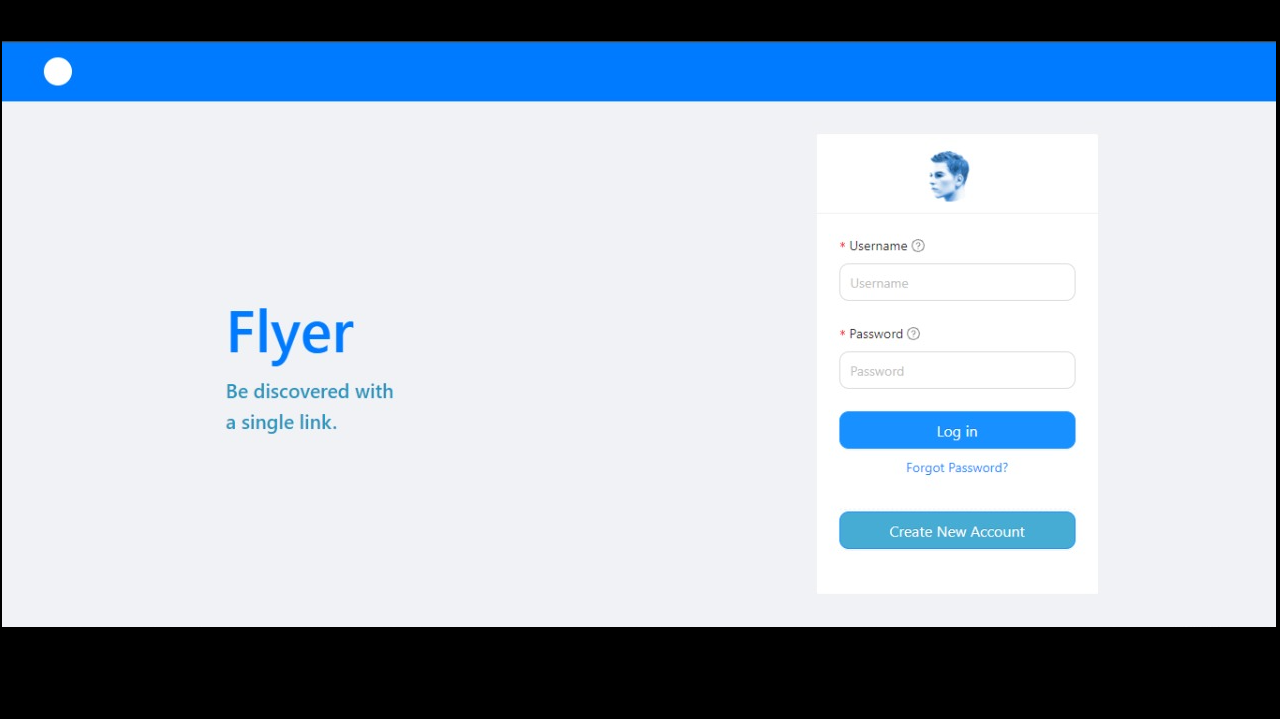 Flyer
Be discovered with
a single link.
* Username ?
Username
* Password ?
Password
Log in
Forgot Password?
Create New Account